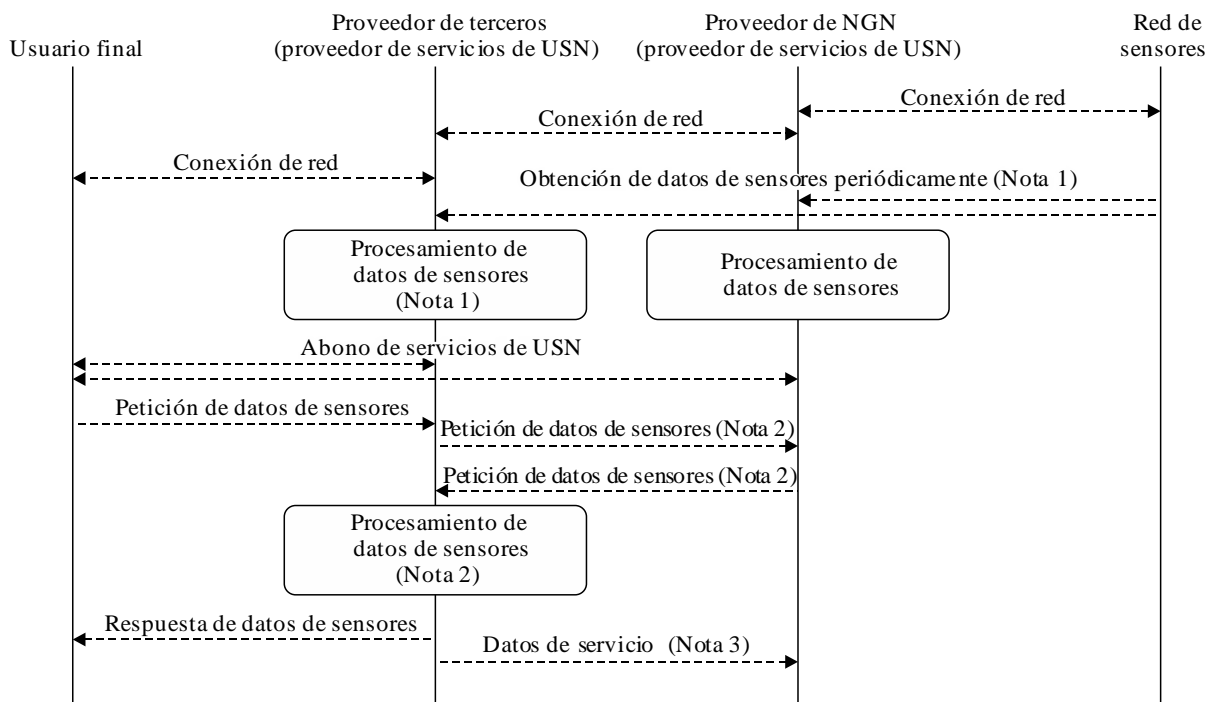 Usuario final
Proveedor de terceros
(proveedor de servicios de USN)
Proveedor de NGN
(proveedor de servicios de USN)
Red de
sensores
Conexión de red
Conexión de red
Conexión de red
Obtención de datos de sensores periódicamente (Nota 1)
Procesamiento de
datos de sensores
(Nota 1)
Procesamiento de
datos de sensores
Abono de servicios de USN
Petición de datos de sensores
Petición de datos de sensores (Nota 2)
Petición de datos de sensores (Nota 2)
Procesamiento de
datos de sensores
(Nota 2)
Respuesta de datos de sensores
Datos de servicio (Nota 3)